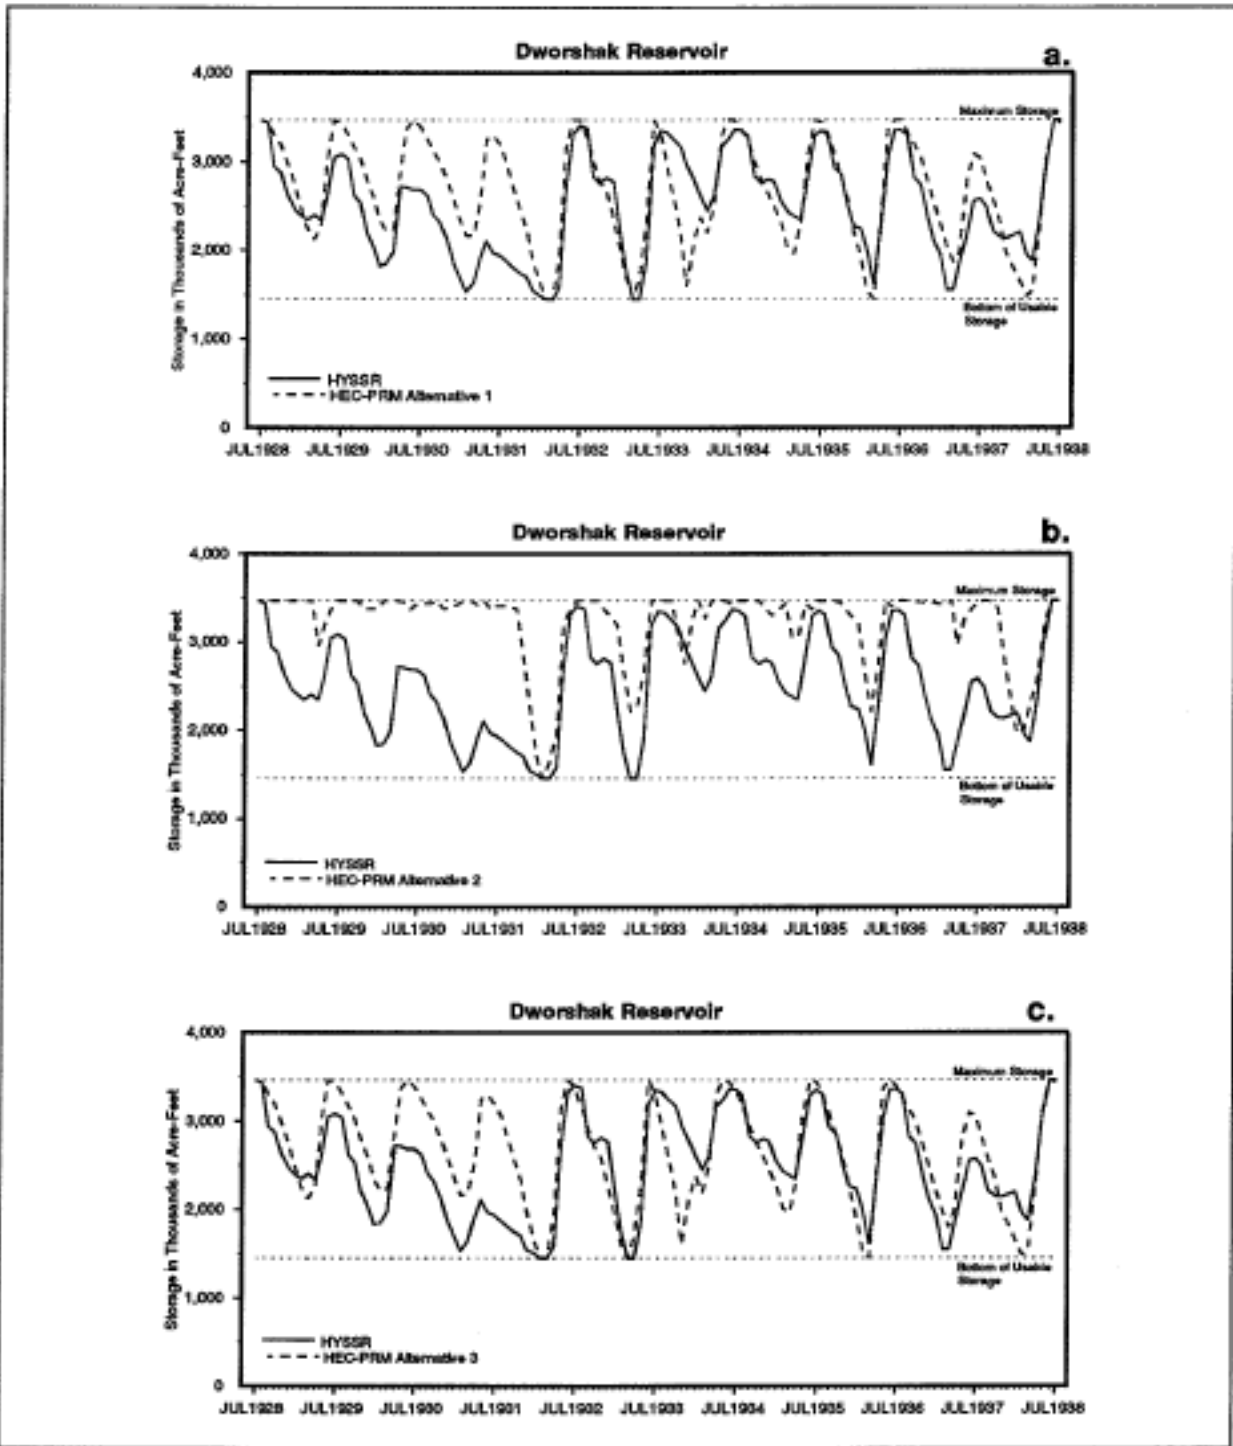 Dworshak Reservoir
a.
4,000
3,000
2,000
1,000
0
Storage in Thousands of Acre-Feet
Maximum Storage
Bottom of Usable
Storage
HYSSR
HEC-PRM Alternative 1
JUL1928 JUL1929 JUL1930 JUL1931 JUL1932 JUL1933 JUL1934 JUL1935 JUL1936 JUL1937 JUL1938
Dworshak Reservoir
b.
4,000
3,000
2,000
1,000
0
Storage in Thousands of Acre-Feet
Maximum Storage
Bottom of Usable
Storage
HYSSR
HEC-PRM Alternative 2
JUL1928 JUL1929 JUL1930 JUL1931 JUL1932 JUL1933 JUL1934 JUL1935 JUL1936 JUL1937 JUL1938
Dworshak Reservoir
c.
4,000
3,000
2,000
1,000
0
Storage in Thousands of Acre-Feet
Maximum Storage
Bottom of Usable
Storage
HYSSR
HEC-PRM Alternative 3
JUL1928 JUL1929 JUL1930 JUL1931 JUL1932 JUL1933 JUL1934 JUL1935 JUL1936 JUL1937 JUL1938